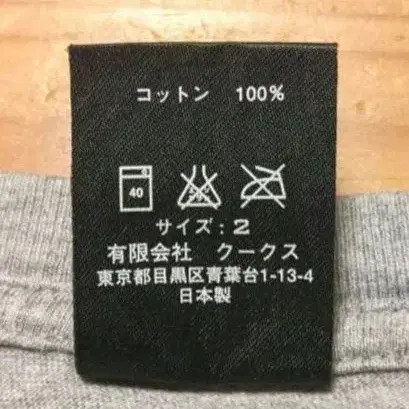 コットン 100%
40
サイズ：2
有限会社 クークス
東京都目黒区青葉台1-13-4
日本製